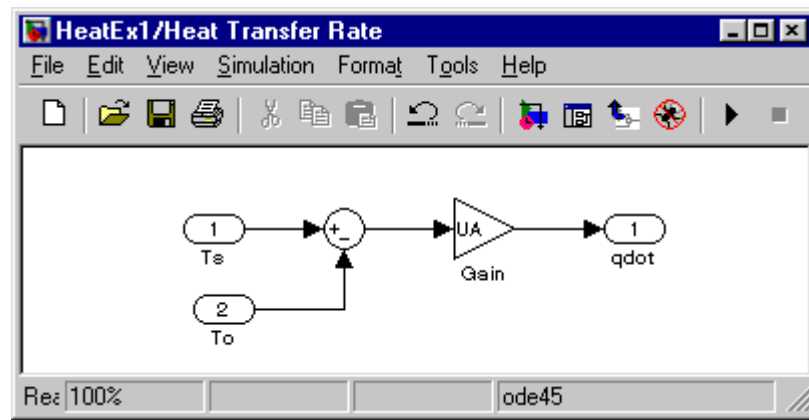 HeatEx1/Heat Transfer Rate
File Edit View Simulation Format Tools Help
1
+
-
UA
1
Ts
Gain
qdot
2
To
Rea 100% ode45